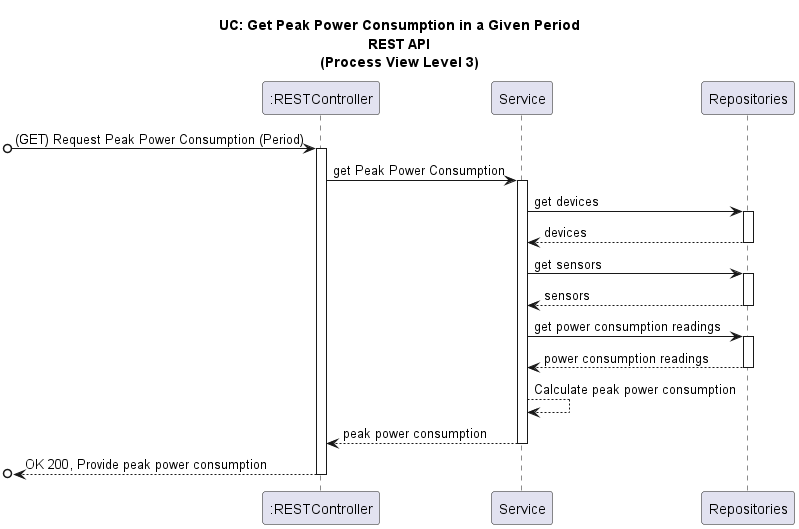 UC: Get Peak Power Consumption in a Given Period
REST API
(Process View Level 3)
:RESTController
Service
Repositories
(GET) Request Peak Power Consumption (Period)
get Peak Power Consumption
get devices
devices
get sensors
sensors
get power consumption readings
power consumption readings
Calculate peak power consumption
peak power consumption
OK 200, Provide peak power consumption
:RESTController
Service
Repositories